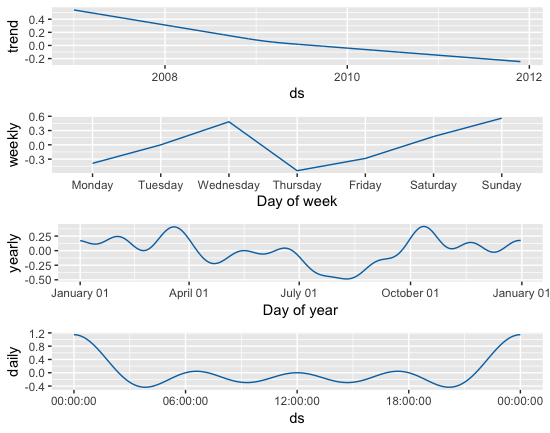 trend
0.4
0.2
0.0
-0.2
2008 2010 2012
ds
weekly
0.6
0.3
0.0
-0.3
Monday Tuesday Wednesday Thursday Friday Saturday Sunday
Day of week
yearly
0.25
0.00
-0.25
-0.50
January 01 April 01 July 01 October 01 January 01
Day of year
daily
1.2
0.8
0.4
0.0
-0.4
00:00:00 06:00:00 12:00:00 18:00:00 00:00:00
ds